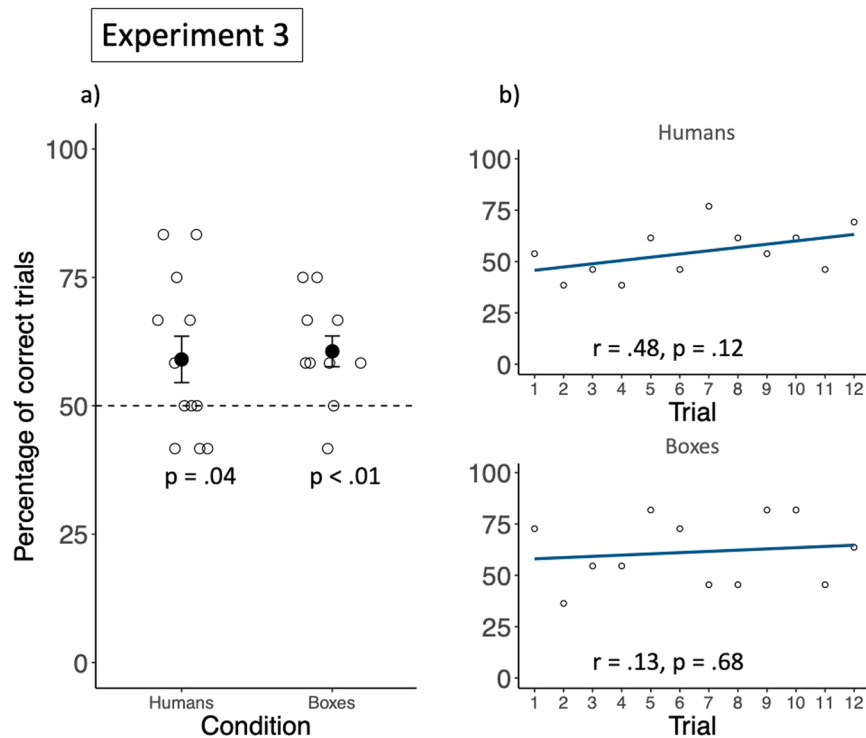 Experiment 3
a)
Percentage of correct trials
100
75
50
25
0
p = .04
p < .01
Humans
Boxes
Condition
b)
Humans
100
75
50
25
0
r = .48, p = .12
1 2 3 4 5 6 7 8 9 10 11 12
Trial
Boxes
100
75
50
25
0
r = .13, p = .68
1 2 3 4 5 6 7 8 9 10 11 12
Trial